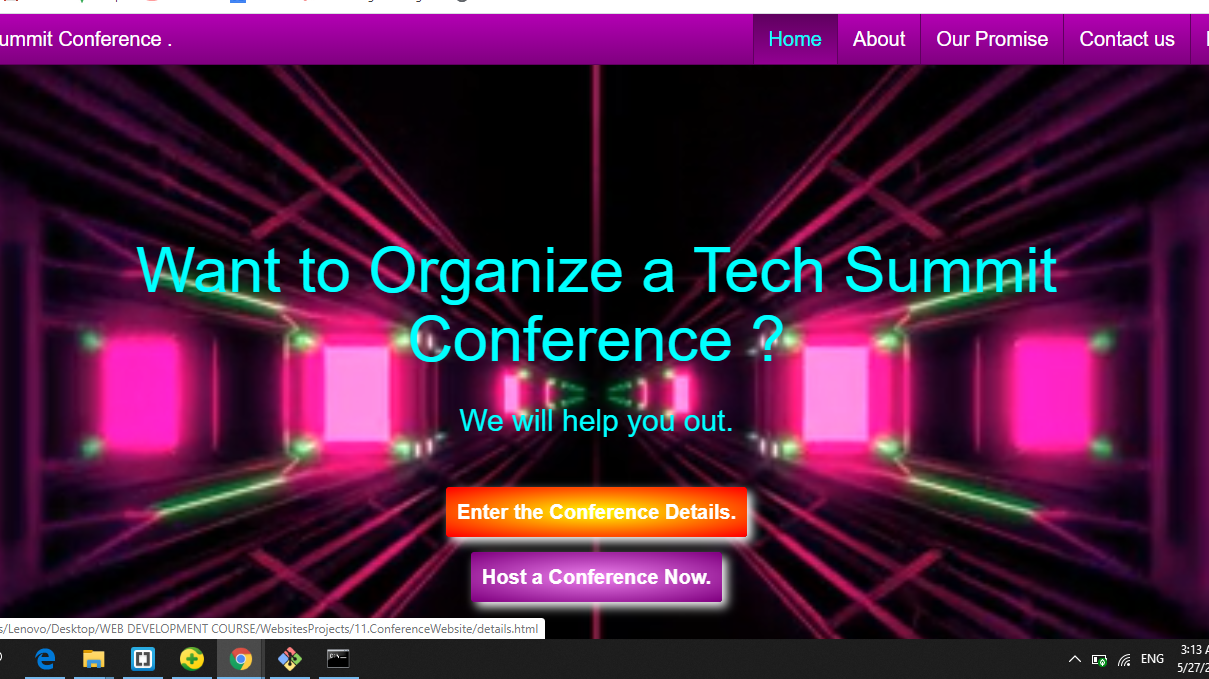 Summit Conference .
Home
About
Our Promise
Contact us
Want to Organize a Tech Summit
Conference ?
We will help you out.
Enter the Conference Details.
Host a Conference Now.
/Lenovo/Desktop/WEB DEVELOPMENT COURSE/WebsitesProjects/11.ConferenceWebsite/details.html
ENG
3:13
5/27/2